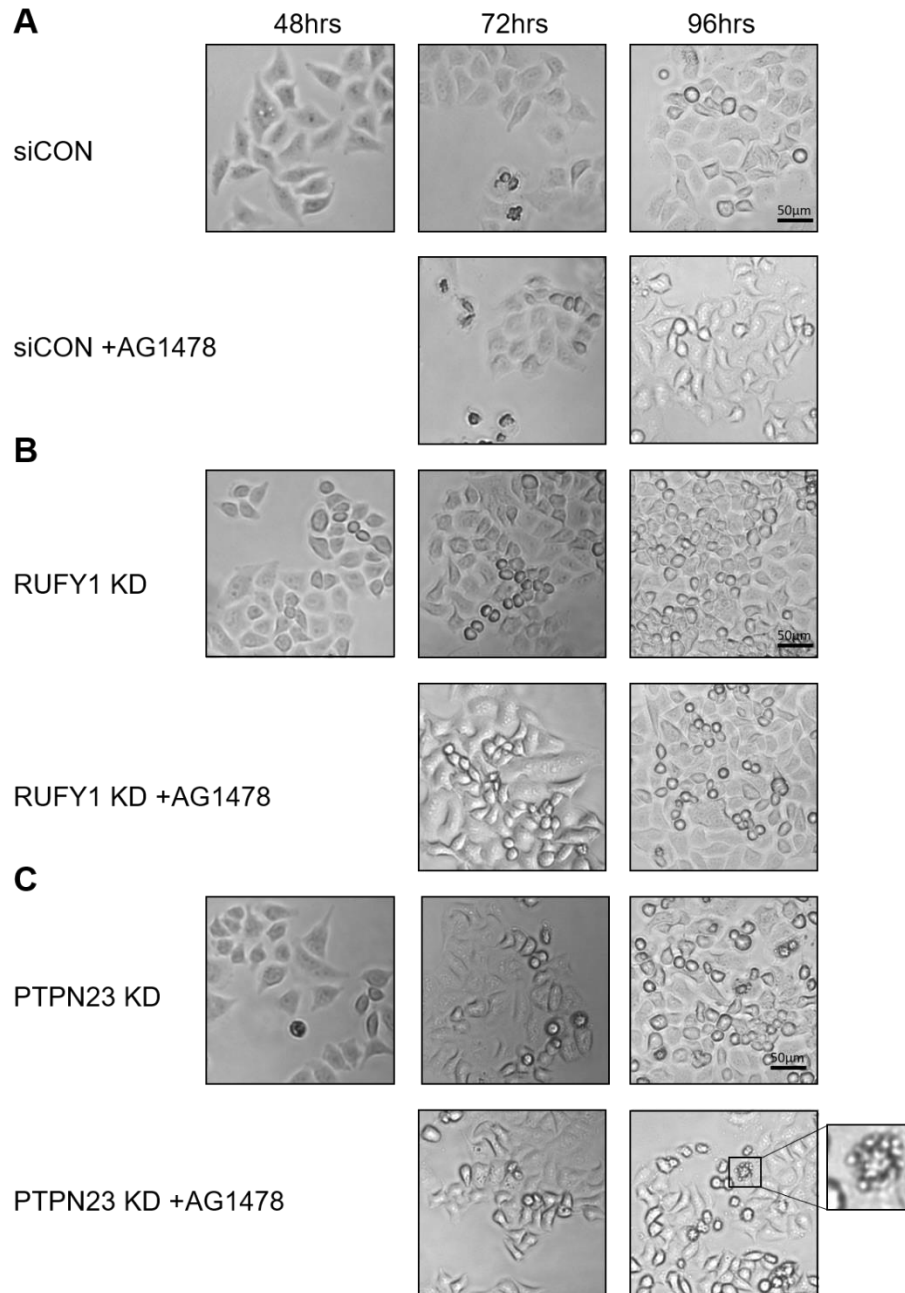 A
48hrs 72hrs 96hrs
siCON
50µm
siCON +AG1478
B
RUFY1 KD
50µm
RUFY1 KD +AG1478
C
PTPN23 KD
50µm
PTPN23 KD +AG1478